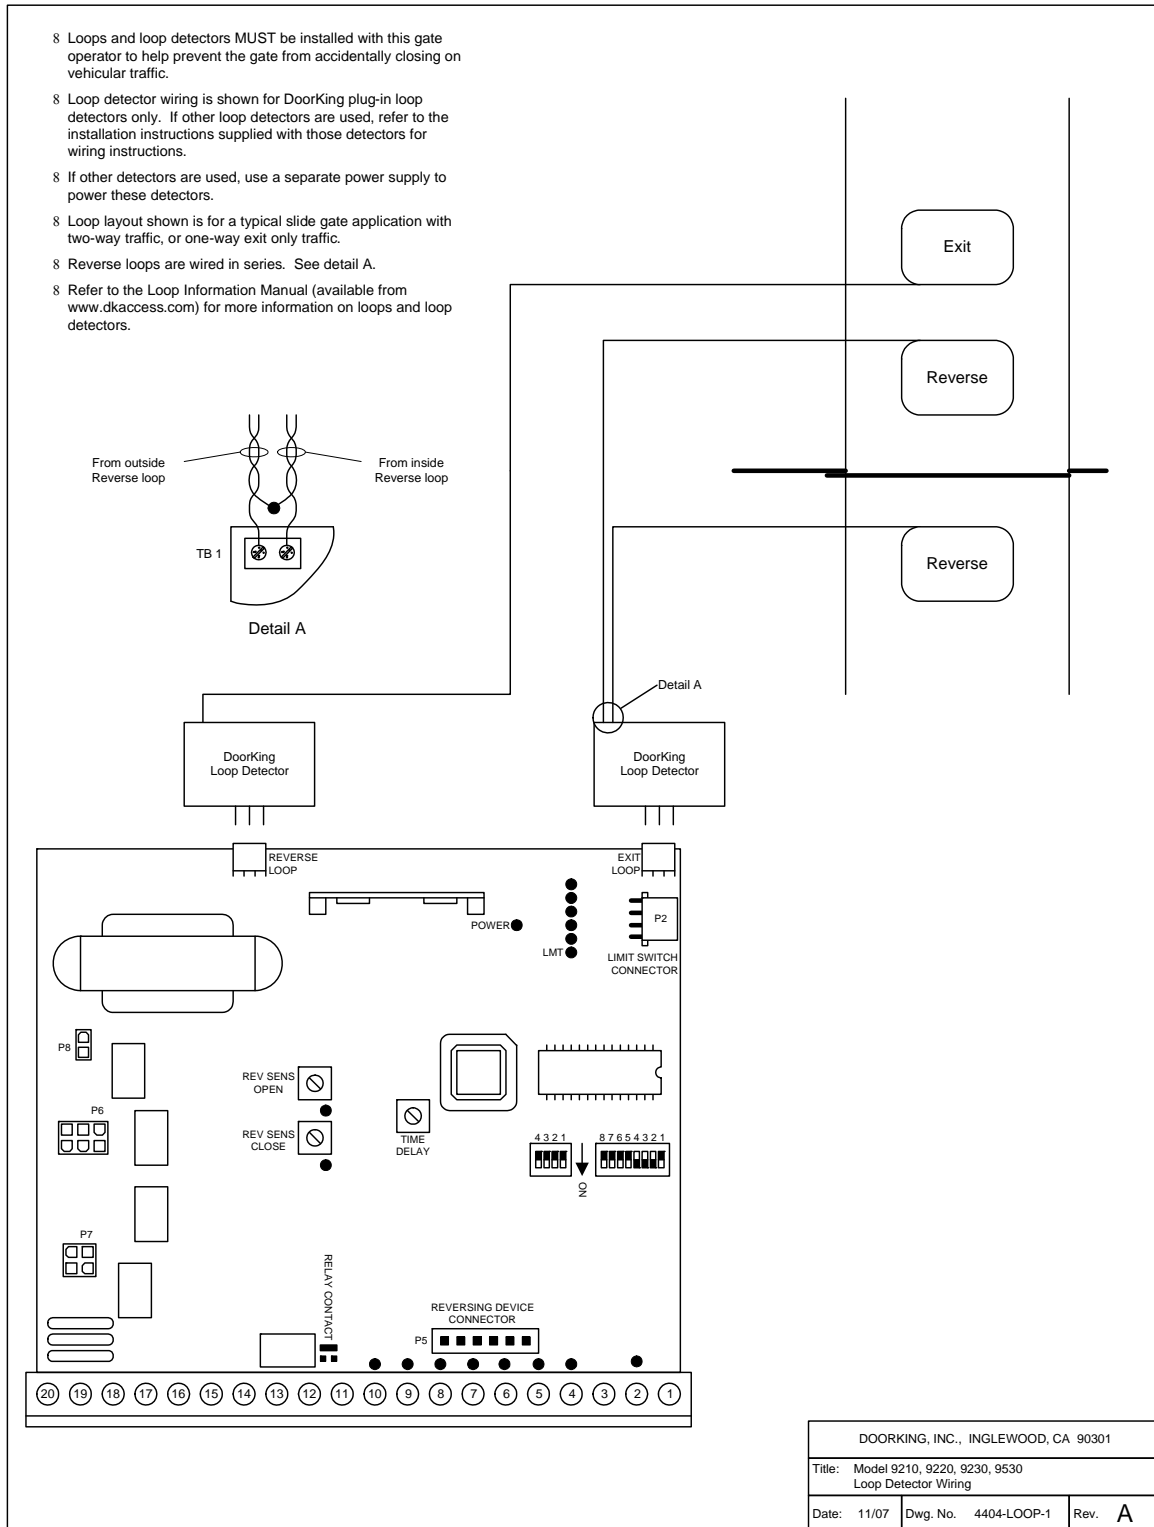 8 Loops and loop detectors MUST be installed with this gate
operator to help prevent the gate from accidentally closing on
vehicular traffic.
8 Loop detector wiring is shown for DoorKing plug-in loop
detectors only. If other loop detectors are used, refer to the
installation instructions supplied with those detectors for
wiring instructions.
8 If other detectors are used, use a separate power supply to
power these detectors.
8 Loop layout shown is for a typical slide gate application with
two-way traffic, or one-way exit only traffic.
8 Reverse loops are wired in series. See detail A.
8 Refer to the Loop Information Manual (available from
www.dkaccess.com) for more information on loops and loop
detectors.
Exit
Reverse
Reverse
From outside
Reverse loop
From inside
Reverse loop
TB 1
Detail A
Detail A
DoorKing
Loop Detector
DoorKing
Loop Detector
REVERSE
LOOP
EXIT
LOOP
POWER
LMT
P2
LIMIT SWITCH
CONNECTOR
P8
REV SENS
OPEN
P6
REV SENS
CLOSE
TIME
DELAY
4 3 2 1
8 7 6 5 4 3 2 1
ON
P7
RELAY CONTACT
REVERSING DEVICE
CONNECTOR
P5
20 19 18 17 16 15 14 13 12 11 10 9 8 7 6 5 4 3 2 1
DOORKING, INC., INGLEWOOD, CA 90301
Title: Model 9210, 9220, 9230, 9530
Loop Detector Wiring
Date: 11/07 Dwg. No. 4404-LOOP-1 Rev. A